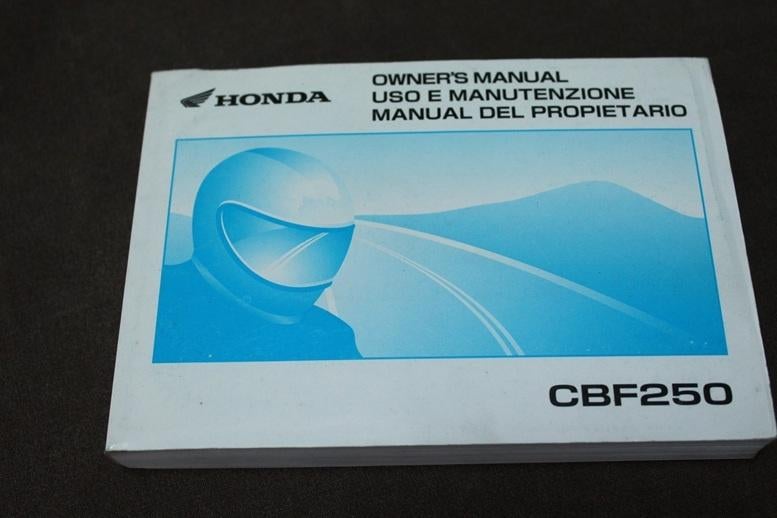 HONDA
OWNER'S MANUAL
USO E MANUTENZIONE
MANUAL DEL PROPIETARIO
CBF250